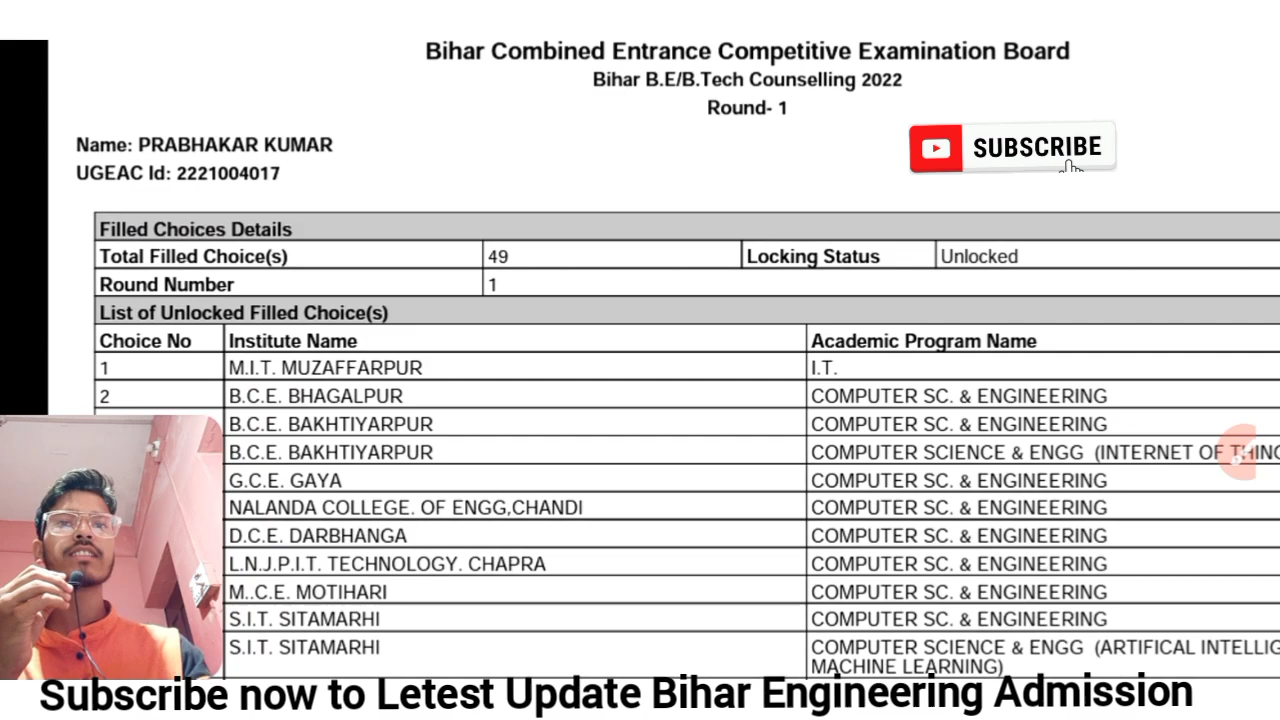 Bihar Combined Entrance Competitive Examination Board
Bihar B.E/B.Tech Counselling 2022
Round- 1
Name: PRABHAKAR KUMAR
UGEAC Id: 2221004017
SUBSCRIBE
Filled Choices Details
Total Filled Choice(s) 49 Locking Status Unlocked
Round Number 1
List of Unlocked Filled Choice(s)
Choice No Institute Name Academic Program Name
1 M.I.T. MUZAFFARPUR I.T.
2 B.C.E. BHAGALPUR COMPUTER SC. & ENGINEERING
B.C.E. BAKHTIYARPUR COMPUTER SC. & ENGINEERING
B.C.E. BAKHTIYARPUR COMPUTER SCIENCE & ENGG (INTERNET OF THING
G.C.E. GAYA COMPUTER SC. & ENGINEERING
NALANDA COLLEGE. OF ENGG,CHANDI COMPUTER SC. & ENGINEERING
D.C.E. DARBHANGA COMPUTER SC. & ENGINEERING
L.N.J.P.I.T. TECHNOLOGY. CHAPRA COMPUTER SC. & ENGINEERING
M..C.E. MOTIHARI COMPUTER SC. & ENGINEERING
S.I.T. SITAMARHI COMPUTER SC. & ENGINEERING
S.I.T. SITAMARHI COMPUTER SCIENCE & ENGG (ARTIFICAL INTELLIG
MACHINE LEARNING)
Subscribe now to Letest Update Bihar Engineering Admission